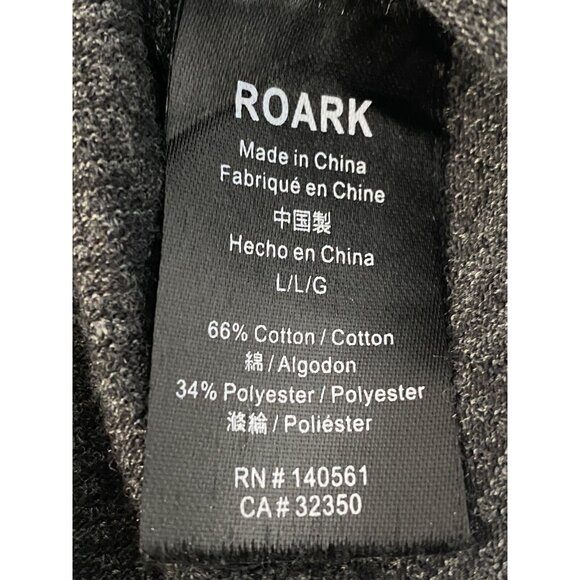 ROARK
Made in China
Fabriqué en Chine
中国製
Hecho en China
L/L/G
66% Cotton / Cotton
綿 / Algodon
34% Polyester / Polyester
滌綸 / Poliéster
RN # 140561
CA # 32350